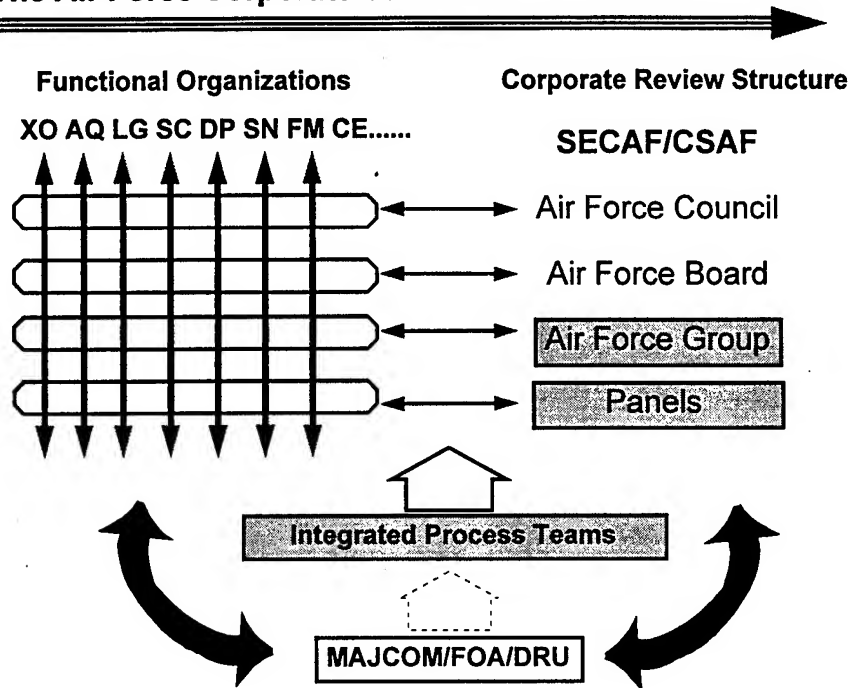 Functional Organizations
Corporate Review Structure
XO AQ LG SC DP SN FM CE......
SECAF/CSAF
Air Force Council
Air Force Board
Air Force Group
Panels
Integrated Process Teams
MAJCOM/FOA/DRU